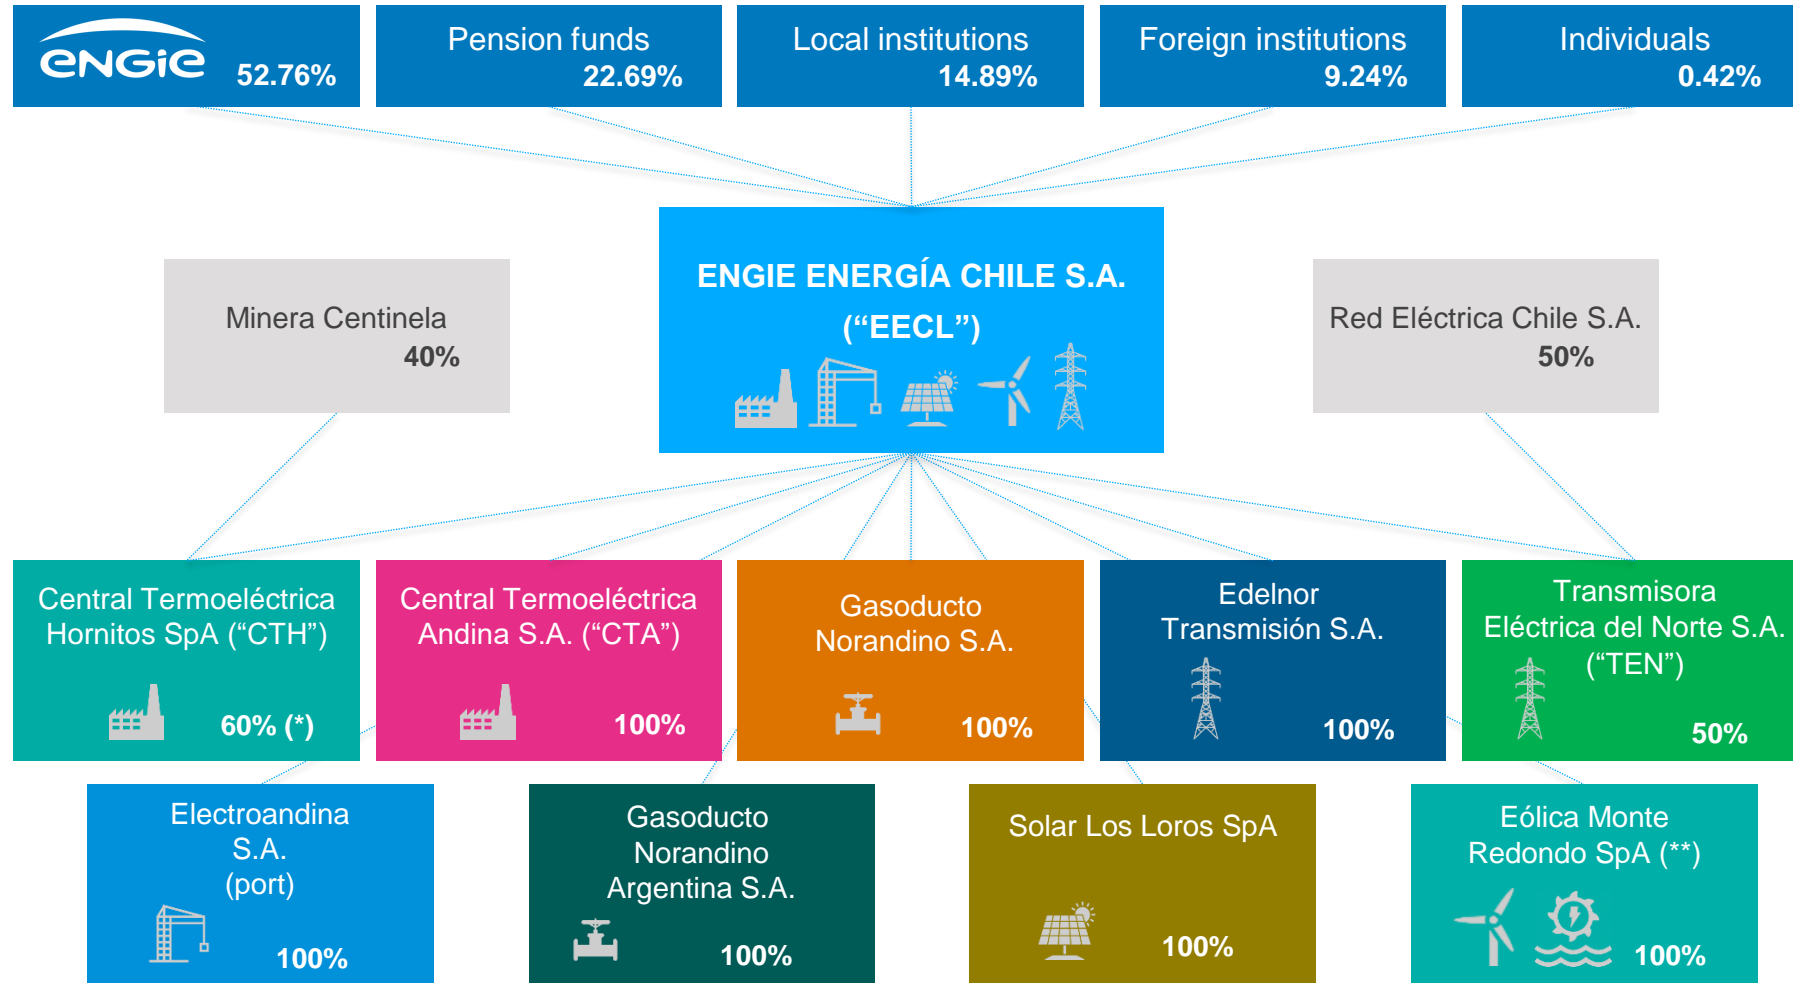 ENGIE
52.76%
Pension funds
22.69%
Local institutions
14.89%
Foreign institutions
9.24%
Individuals
0.42%
ENGIE ENERGÍA CHILE S.A.
(“EECL”)
Minera Centinela
40%
Red Eléctrica Chile S.A.
50%
Central Termoeléctrica
Hornitos SpA (“CTH”)
60% (*)
Central Termoeléctrica
Andina S.A. (“CTA”)
100%
Gasoducto
Norandino S.A.
100%
Edelnor
Transmisión S.A.
100%
Transmisora
Eléctrica del Norte S.A.
(“TEN”)
50%
Electroandina
S.A.
(port)
100%
Gasoducto
Norandino
Argentina S.A.
100%
Solar Los Loros SpA
100%
Eólica Monte
Redondo SpA (**)
100%